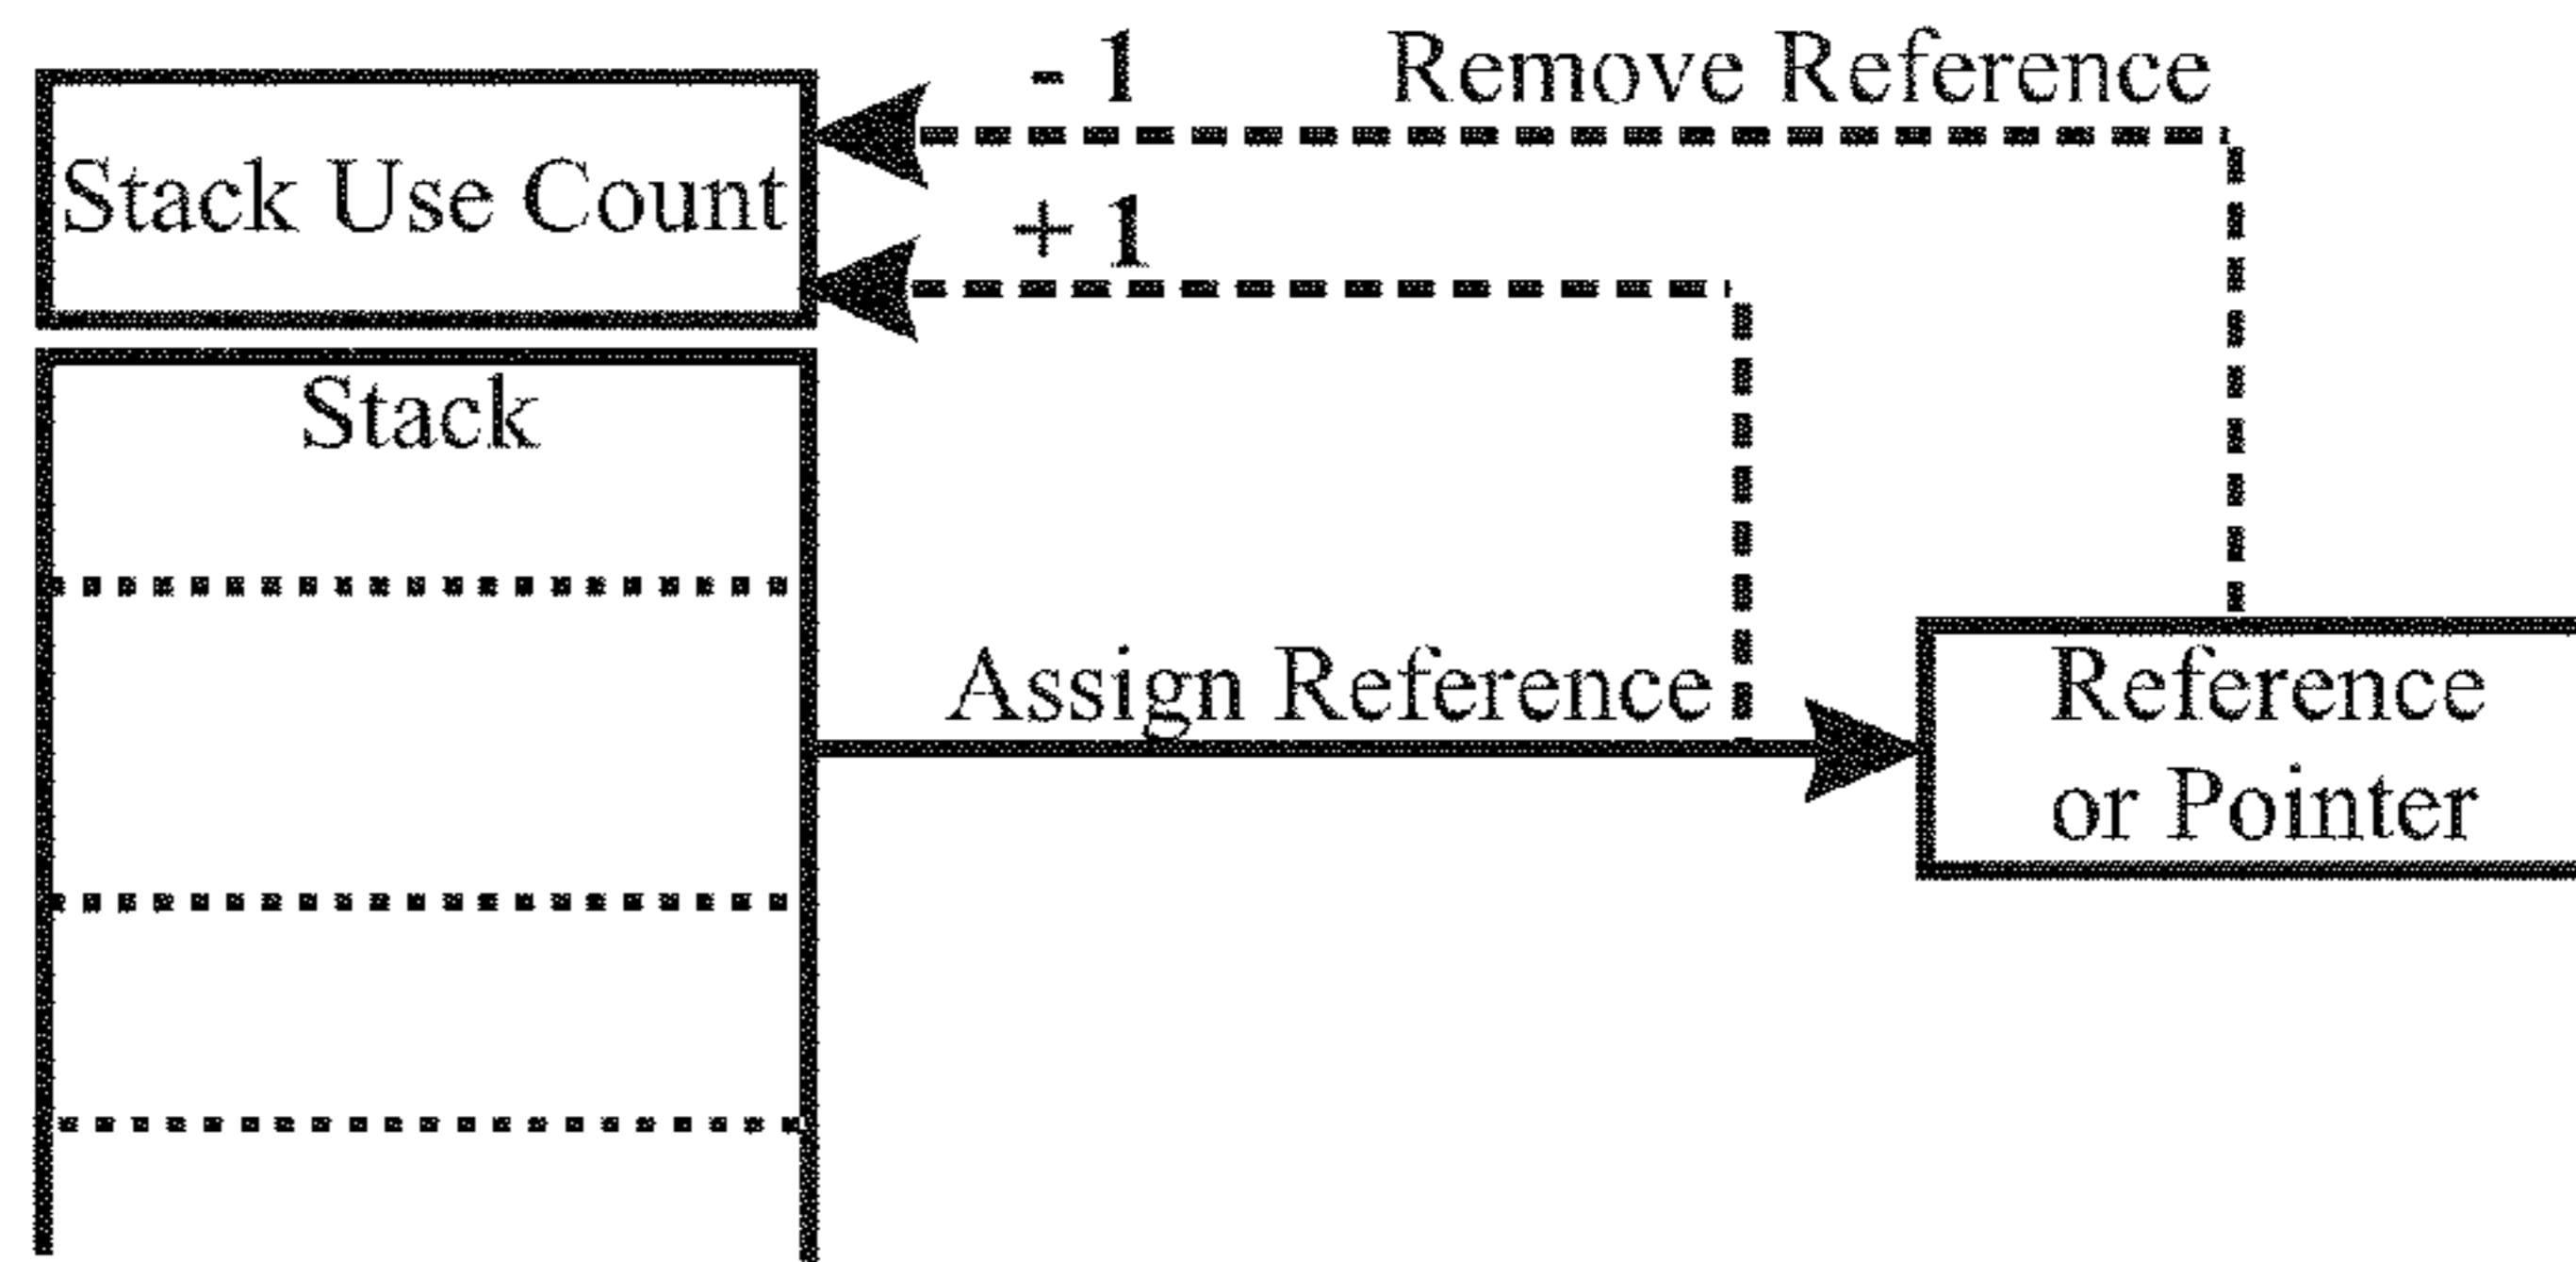 - 1 Remove Reference
Stack Use Count
+ 1
Stack
Assign Reference
Reference
or Pointer